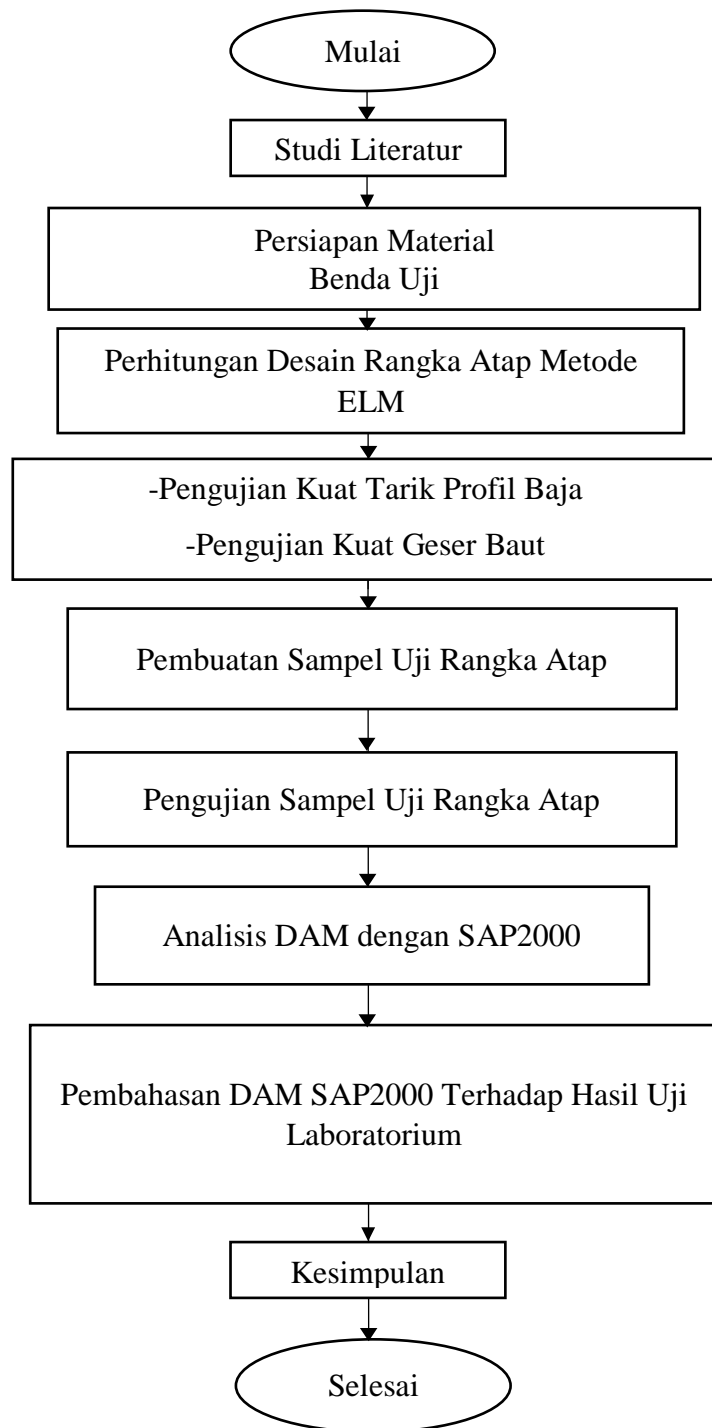 Mulai
Studi Literatur
Persiapan Material
Benda Uji
Perhitungan Desain Rangka Atap Metode
ELM
-Pengujian Kuat Tarik Profil Baja
-Pengujian Kuat Geser Baut
Pembuatan Sampel Uji Rangka Atap
Pengujian Sampel Uji Rangka Atap
Analisis DAM dengan SAP2000
Pembahasan DAM SAP2000 Terhadap Hasil Uji
Laboratorium
Kesimpulan
Selesai